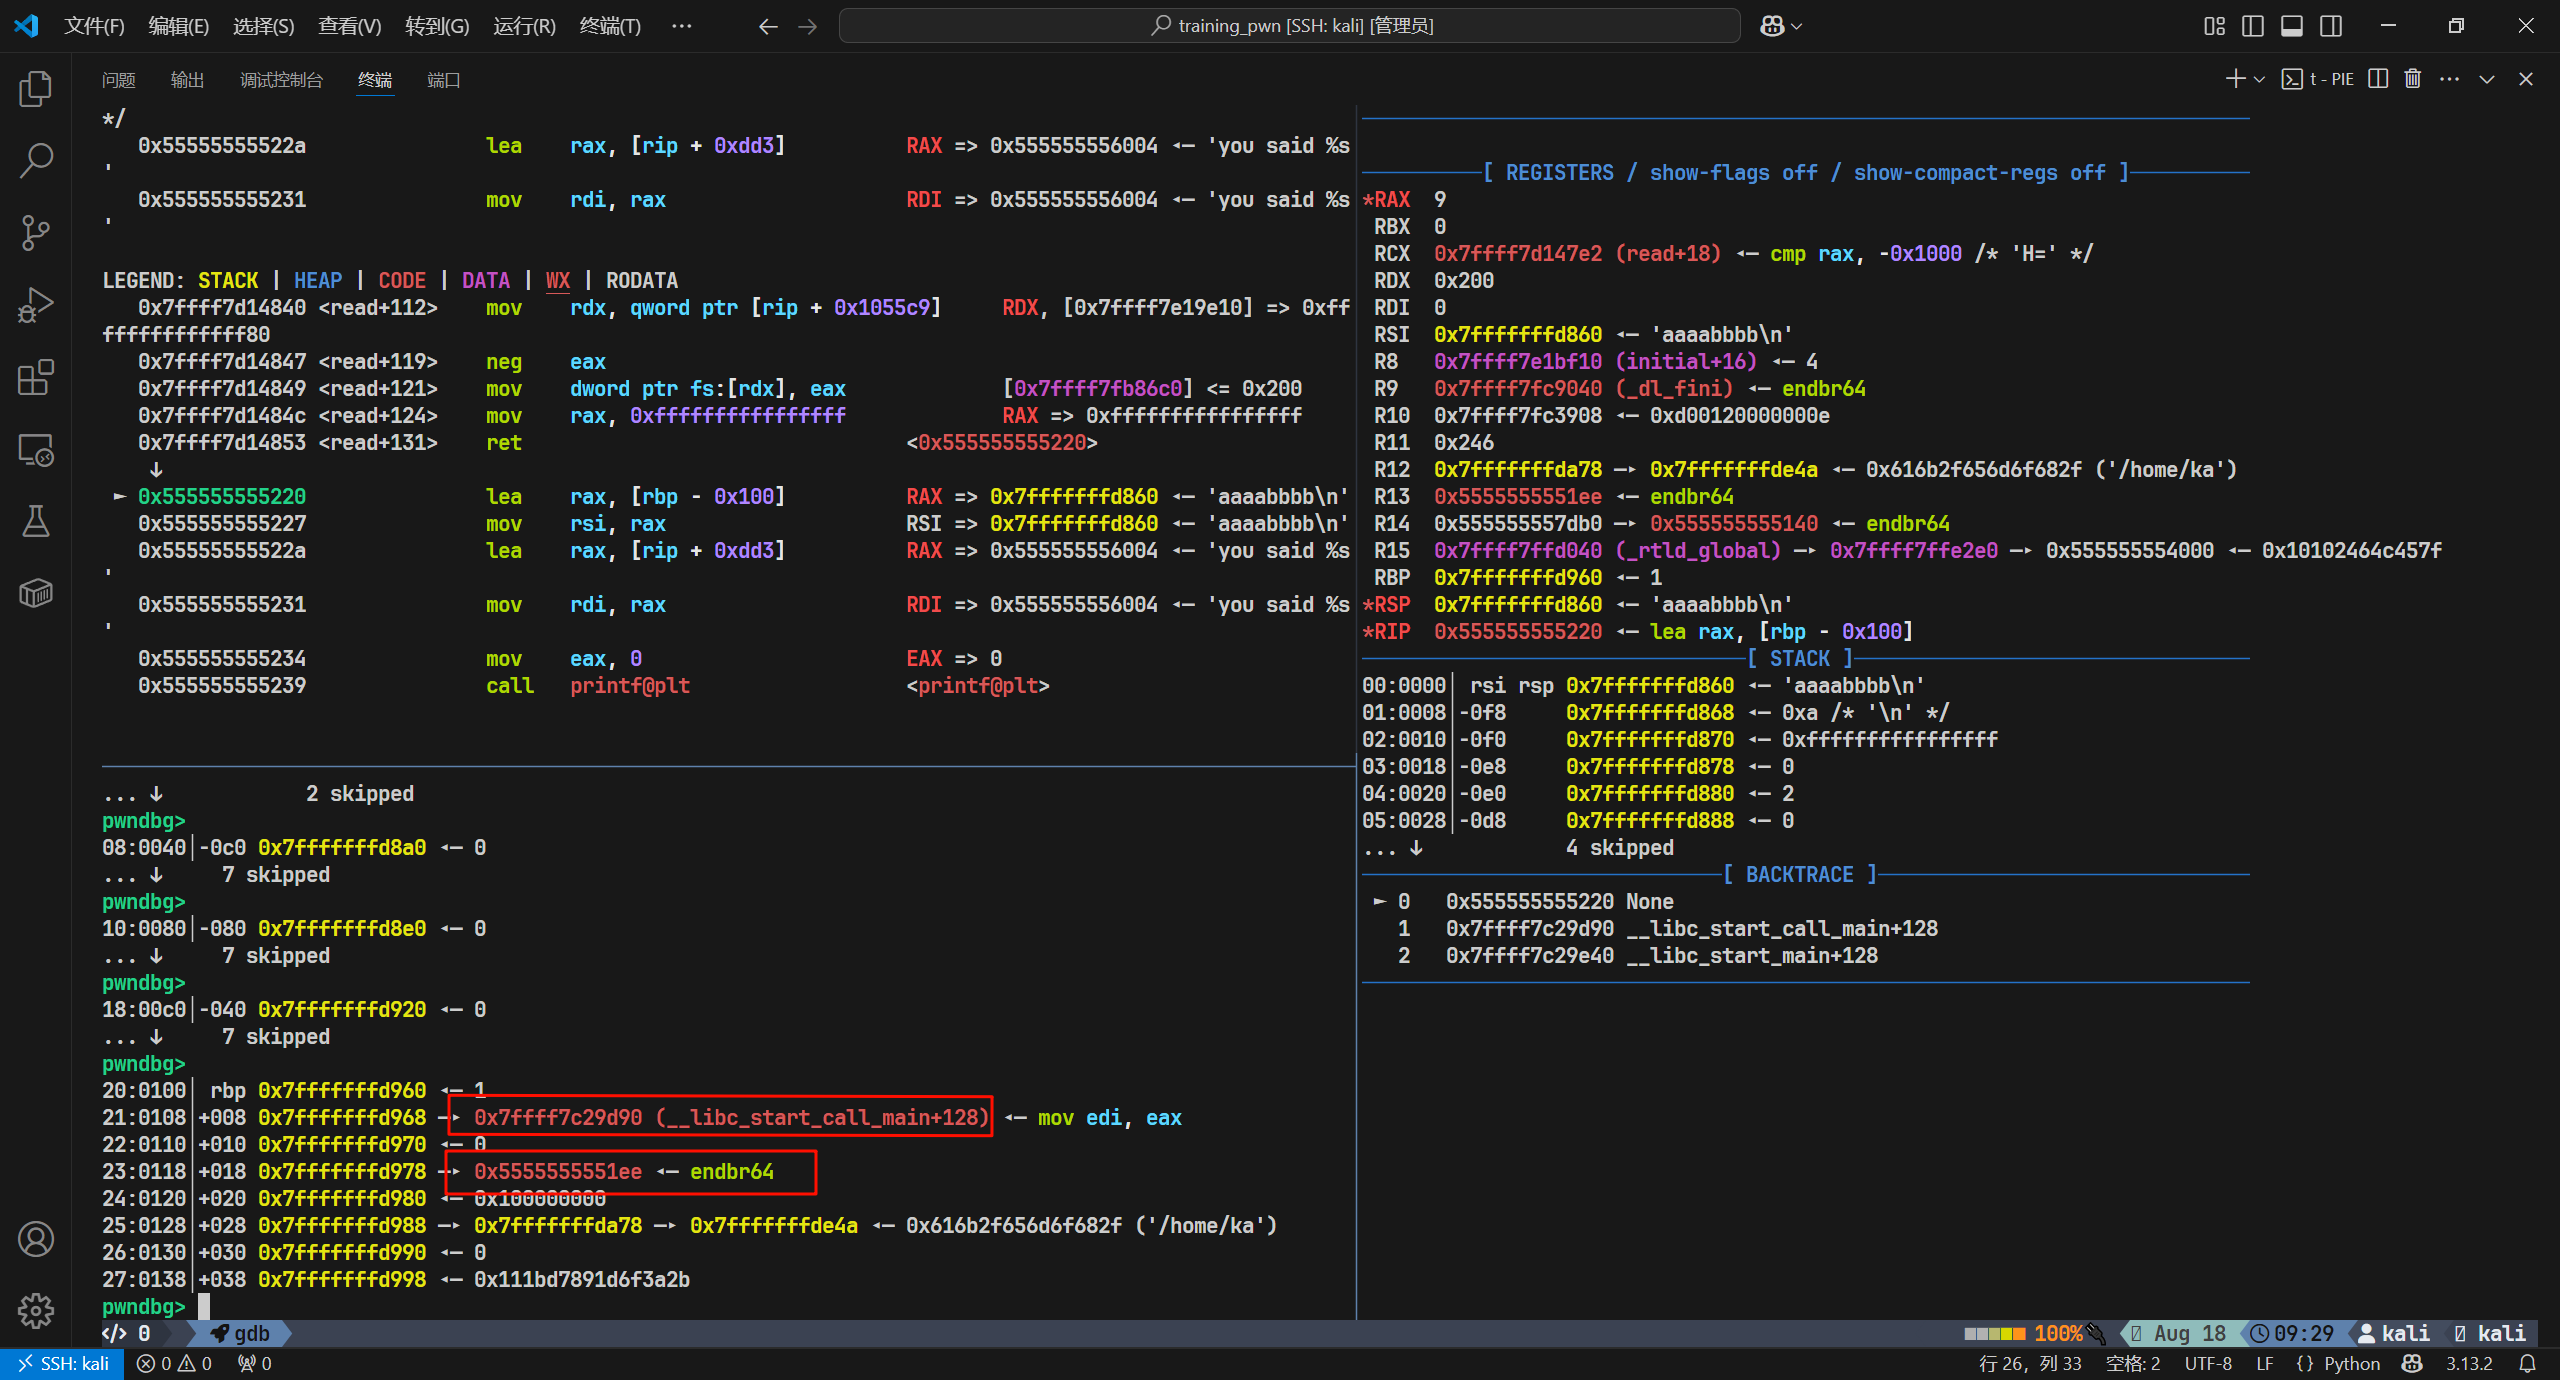 文件(F) 编辑(E) 选择(S) 查看(V) 转到(G) 运行(R) 终端(T) ··· training_pwn [SSH: kali] [管理员]
问题 输出 调试控制台 终端 端口 t - PIE
*/
0x55555555522a lea rax, [rip + 0xdd3] RAX => 0x555555556004 ◂— 'you said %s
'
0x555555555231 mov rdi, rax RDI => 0x555555556004 ◂— 'you said %s
'
LEGEND: STACK | HEAP | CODE | DATA | WX | RODATA
0x7ffff7d14840 <read+112> mov rdx, qword ptr [rip + 0x1055c9] RDX, [0x7ffff7e19e10] => 0xff
ffffffffffff80
0x7ffff7d14847 <read+119> neg eax
0x7ffff7d14849 <read+121> mov dword ptr fs:[rdx], eax [0x7ffff7fb86c0] <= 0x200
0x7ffff7d1484c <read+124> mov rax, 0xffffffffffffffff RAX => 0xffffffffffffffff
0x7ffff7d14853 <read+131> ret <0x555555555220>
↓
► 0x555555555220 lea rax, [rbp - 0x100] RAX => 0x7fffffffd860 ◂— 'aaaabbbb\n'
0x555555555227 mov rsi, rax RSI => 0x7fffffffd860 ◂— 'aaaabbbb\n'
0x55555555522a lea rax, [rip + 0xdd3] RAX => 0x555555556004 ◂— 'you said %s
'
0x555555555231 mov rdi, rax RDI => 0x555555556004 ◂— 'you said %s
'
0x555555555234 mov eax, 0 EAX => 0
0x555555555239 call printf@plt <printf@plt>
... ↓ 2 skipped
pwndbg>
08:0040│-0c0 0x7fffffffd8a0 ◂— 0
... ↓ 7 skipped
pwndbg>
10:0080│-080 0x7fffffffd8e0 ◂— 0
... ↓ 7 skipped
pwndbg>
18:00c0│-040 0x7fffffffd920 ◂— 0
... ↓ 7 skipped
pwndbg>
20:0100│ rbp 0x7fffffffd960 ◂— 1
21:0108│+008 0x7fffffffd968 —▸ 0x7ffff7c29d90 (__libc_start_call_main+128) ◂— mov edi, eax
22:0110│+010 0x7fffffffd970 ◂— 0
23:0118│+018 0x7fffffffd978 —▸ 0x5555555551ee ◂— endbr64
24:0120│+020 0x7fffffffd980 ◂— 0x100000000
25:0128│+028 0x7fffffffd988 —▸ 0x7fffffffda78 —▸ 0x7fffffffde4a ◂— 0x616b2f656d6f682f ('/home/ka')
26:0130│+030 0x7fffffffd990 ◂— 0
27:0138│+038 0x7fffffffd998 ◂— 0x111bd7891d6f3a2b
pwndbg>
[ REGISTERS / show-flags off / show-compact-regs off ]
*RAX 9
RBX 0
RCX 0x7ffff7d147e2 (read+18) ◂— cmp rax, -0x1000 /* 'H=' */
RDX 0x200
RDI 0
RSI 0x7fffffffd860 ◂— 'aaaabbbb\n'
R8 0x7ffff7e1bf10 (initial+16) ◂— 4
R9 0x7ffff7fc9040 (_dl_fini) ◂— endbr64
R10 0x7ffff7fc3908 ◂— 0xd00120000000e
R11 0x246
R12 0x7fffffffda78 —▸ 0x7fffffffde4a ◂— 0x616b2f656d6f682f ('/home/ka')
R13 0x5555555551ee ◂— endbr64
R14 0x555555557db0 —▸ 0x555555555140 ◂— endbr64
R15 0x7ffff7ffd040 (_rtld_global) —▸ 0x7ffff7ffe2e0 —▸ 0x555555554000 ◂— 0x10102464c457f
RBP 0x7fffffffd960 ◂— 1
*RSP 0x7fffffffd860 ◂— 'aaaabbbb\n'
*RIP 0x555555555220 ◂— lea rax, [rbp - 0x100]
[ STACK ]
00:0000│ rsi rsp 0x7fffffffd860 ◂— 'aaaabbbb\n'
01:0008│-0f8 0x7fffffffd868 ◂— 0xa /* '\n' */
02:0010│-0f0 0x7fffffffd870 ◂— 0xffffffffffffffff
03:0018│-0e8 0x7fffffffd878 ◂— 0
04:0020│-0e0 0x7fffffffd880 ◂— 2
05:0028│-0d8 0x7fffffffd888 ◂— 0
... ↓ 4 skipped
[ BACKTRACE ]
► 0 0x555555555220 None
1 0x7ffff7c29d90 __libc_start_call_main+128
2 0x7ffff7c29e40 __libc_start_main+128
</> 0 gdb 100% Aug 18 09:29 kali kali
SSH: kali 0 0 0 行 26，列 33 空格: 2 UTF-8 LF {} Python 3.13.2